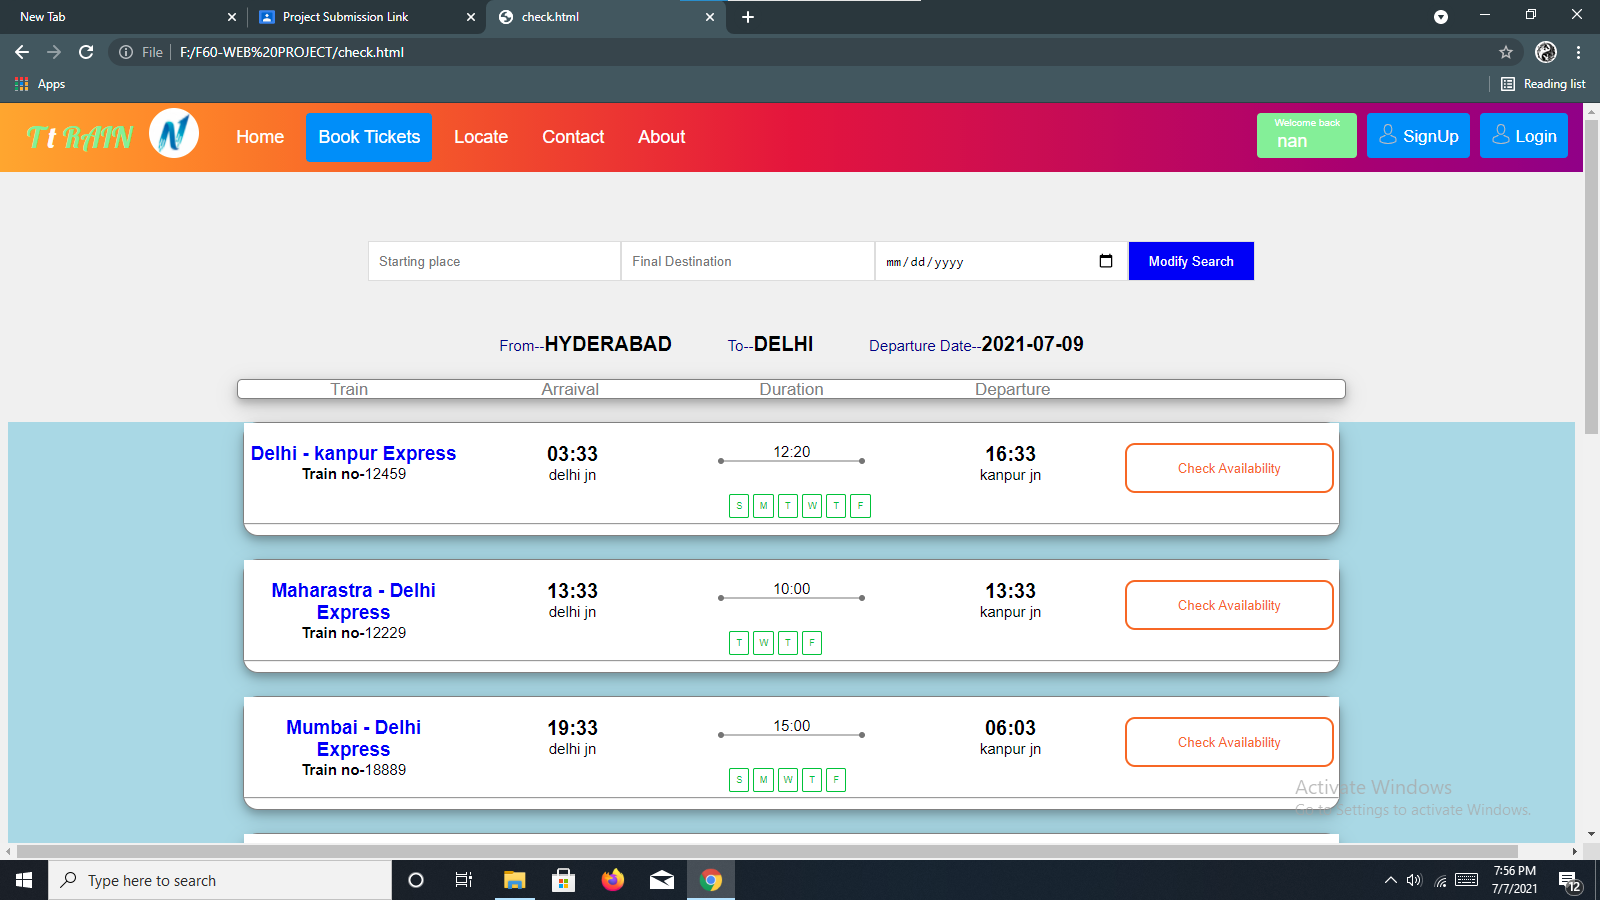 New Tab
Project Submission Link
check.html
File
F:/F60-WEB%20PROJECT/check.html
Apps
Reading list
Tt RAIN
N
Home
Book Tickets
Locate
Contact
About
Welcome back
nan
SignUp
Login
Starting place
Final Destination
mm/dd/yyyy
Modify Search
From--HYDERABAD
To--DELHI
Departure Date--2021-07-09
Train
Arraival
Duration
Departure
Delhi - kanpur Express
Train no-12459
03:33
delhi jn
12:20
S M T W T F
16:33
kanpur jn
Check Availability
Maharastra - Delhi
Express
Train no-12229
13:33
delhi jn
10:00
T W T F
13:33
kanpur jn
Check Availability
Mumbai - Delhi
Express
Train no-18889
19:33
delhi jn
15:00
S M W T F
06:03
kanpur jn
Check Availability
Activate Windows
Go to Settings to activate Windows.
Type here to search
7:56 PM
7/7/2021
12